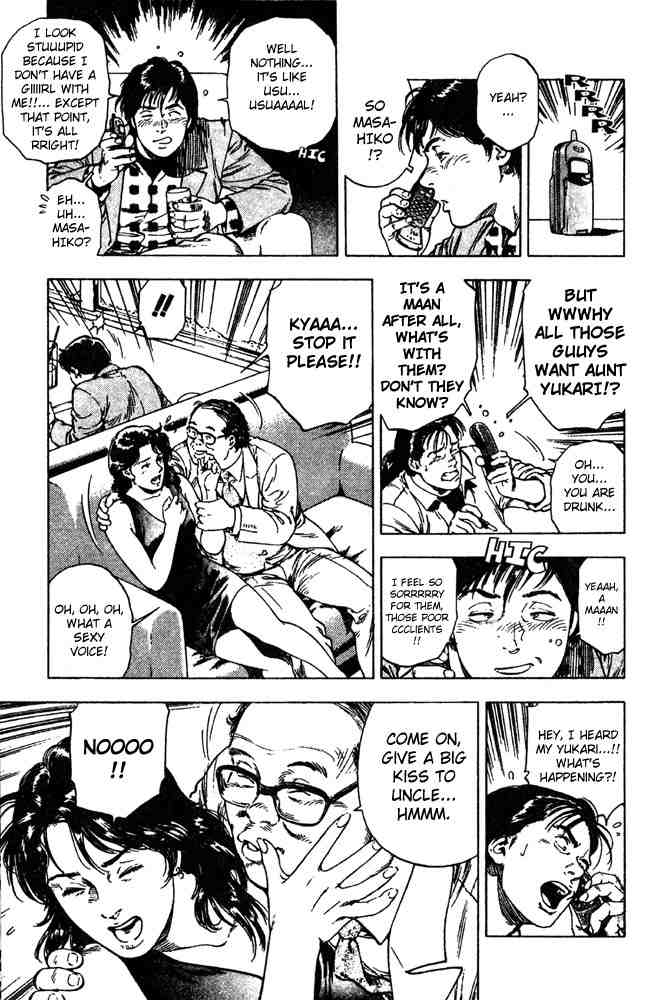 RRRRR
YEAH?
...
SO
MASA-
HIKO
!?
WELL
NOTHING...
IT'S LIKE
USU...
USUAAAAL!
HIC
I LOOK
STUUUPID
BECAUSE I
DON'T HAVE A
GIIIIRL WITH
ME!!... EXCEPT
THAT POINT,
IT'S ALL
RRIGHT!
EH...
UH...
MASA-
HIKO?
BUT
WWWHY
ALL THOSE
GUUYS
WANT AUNT
YUKARI!?
IT'S A
MAAN
AFTER ALL,
WHAT'S
WITH
THEM?
DON'T THEY
KNOW?
OH...
YOU...
YOU ARE
DRUNK...
KYAAA...
STOP IT
PLEASE!!
!!
OH, OH, OH,
WHAT A
SEXY
VOICE!
HIC
YEAAH,
A
MAAAN
!!
I FEEL SO
SORRRRRY
FOR THEM,
THOSE POOR
CCCLIENTS
!!
HEY, I HEARD
MY YUKARI...!!
WHAT'S
HAPPENING?!
COME ON,
GIVE A BIG
KISS TO
UNCLE...
HMMM.
NOOOO
!!